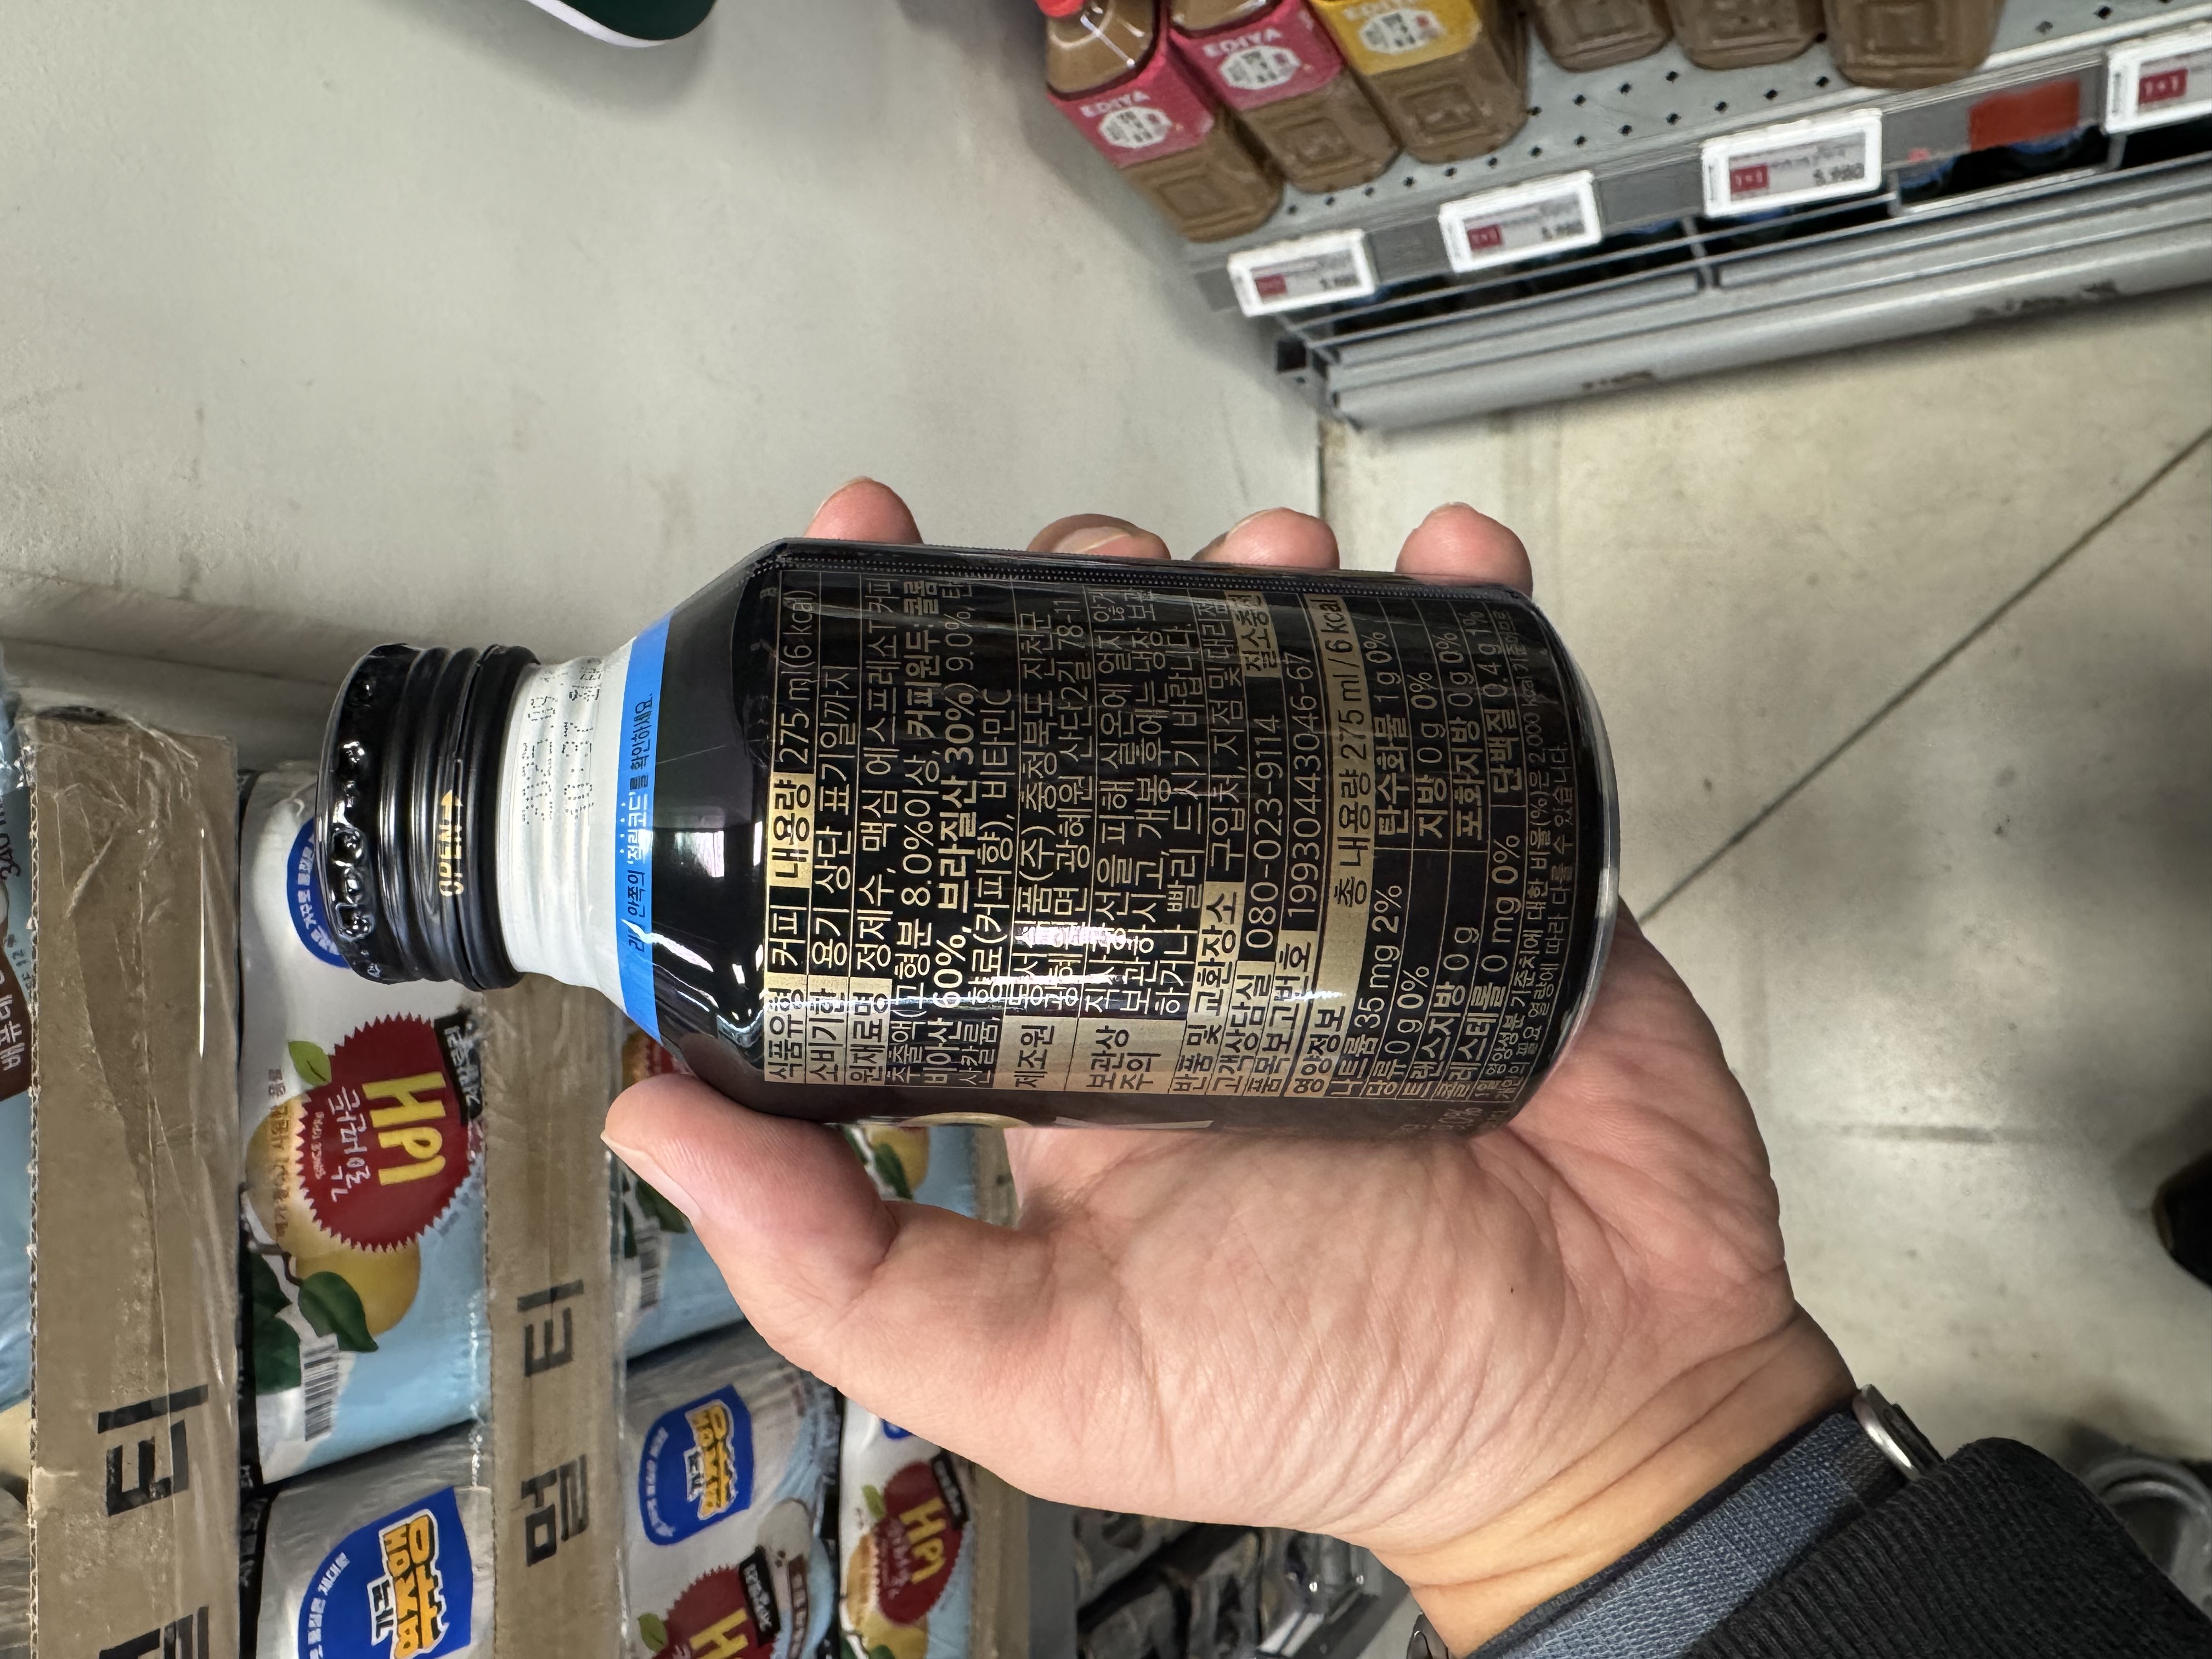 멀티
갈아만든
배
가격
역주행
멀티
가격
역주행
배
OPEN
안쪽의 '적립코드'를 확인하세요.
식품유형 커피 내용량 275 ml(6 kcal)
소비기한 용기 상단 표기일까지
원재료명 정제수, 맥심 에스프레소T 커피
추출액(고형분 8.0%이상, 커피원두: 콜롬
비아산 60%, 브라질산 30%) 9.0%, 탄
산칼륨, 향료(커피향), 비타민C
제조원 동서식품(주) 충청북도 진천군
광혜원면 광혜원 산단2길 78-11
보관상 주의 직사광선을 피해 실온에 얼지 않게
보관하시고, 개봉 후에는 냉장 보관
하거나 빨리 드시기 바랍니다.
반품 및 교환장소 구입처, 지점 및 대리점
고객상담실 080-023-9114 질소충전
품목보고번호 19930443046-67
영양정보 총 내용량 275 ml / 6 kcal
나트륨 35 mg 2% 탄수화물 1 g 0%
당류 0 g 0% 지방 0 g 0%
트랜스지방 0 g 포화지방 0 g 0%
콜레스테롤 0 mg 0% 단백질 0.4 g 1%
1일 영양성분 기준치에 대한 비율(%)은 2,000 kcal 기준이므로
개인의 필요 열량에 따라 다를 수 있습니다.
EDIYA
EDIYA